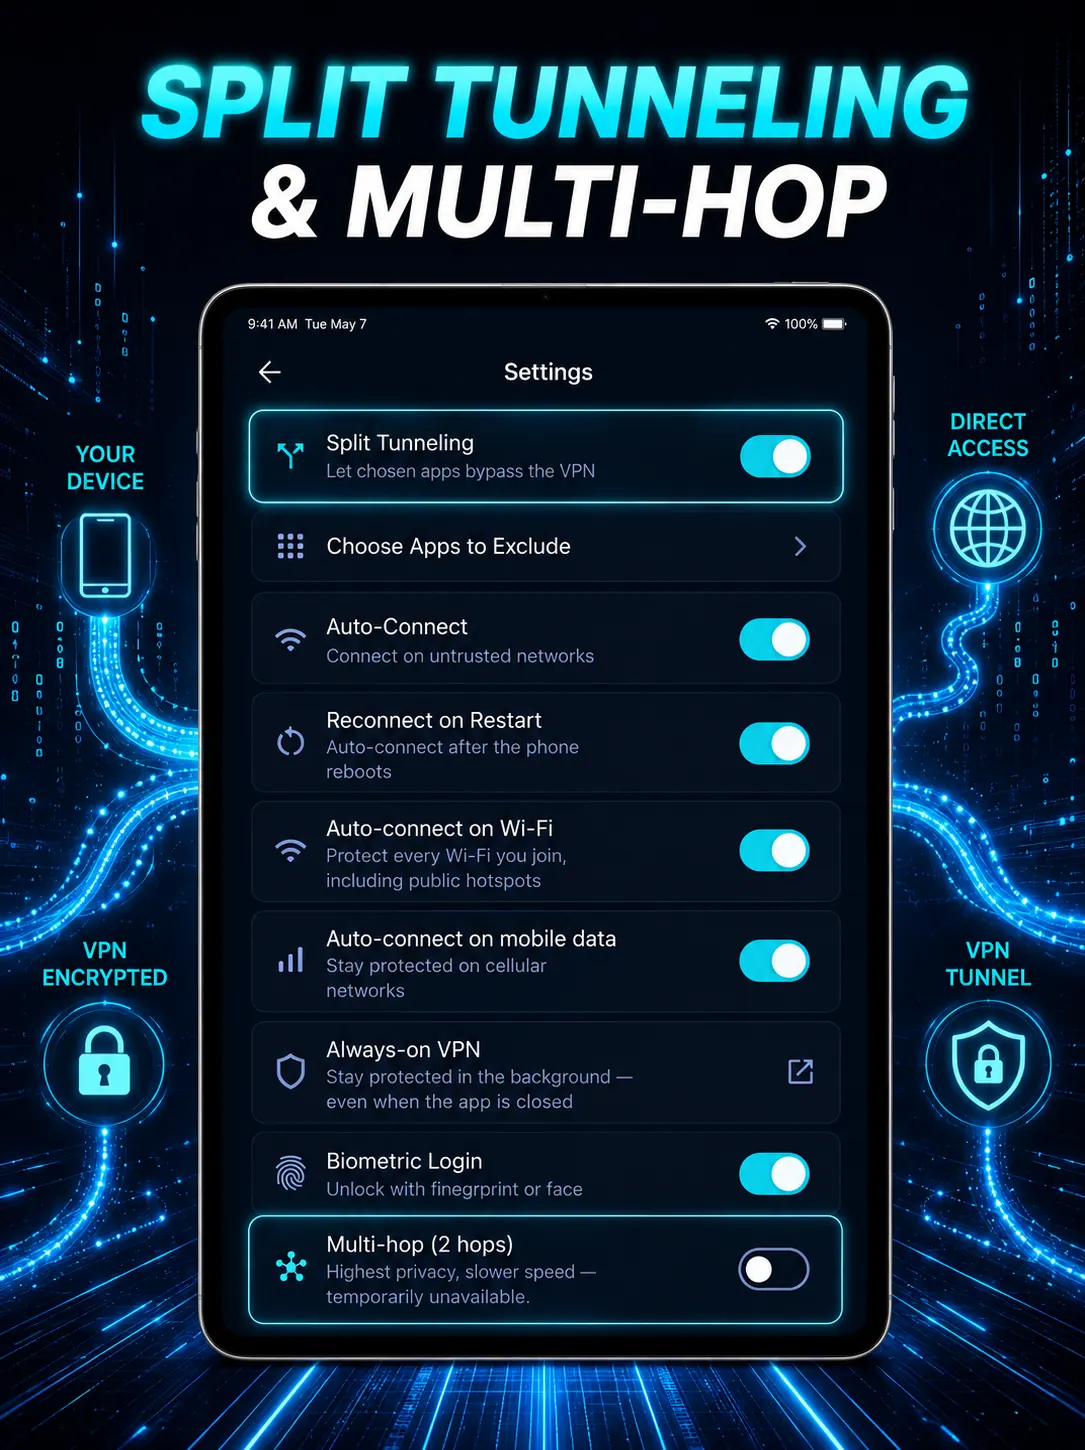 SPLIT TUNNELING
& MULTI-HOP
9:41 AM Tue May 7
100%
Settings
Split Tunneling
Let chosen apps bypass the VPN
Choose Apps to Exclude
Auto-Connect
Connect on untrusted networks
Reconnect on Restart
Auto-connect after the phone
reboots
Auto-connect on Wi-Fi
Protect every Wi-Fi you join,
including public hotspots
Auto-connect on mobile data
Stay protected on cellular
networks
Always-on VPN
Stay protected in the background —
even when the app is closed
Biometric Login
Unlock with finegrprint or face
Multi-hop (2 hops)
Highest privacy, slower speed —
temporarily unavailable.
YOUR
DEVICE
VPN
ENCRYPTED
DIRECT
ACCESS
VPN
TUNNEL